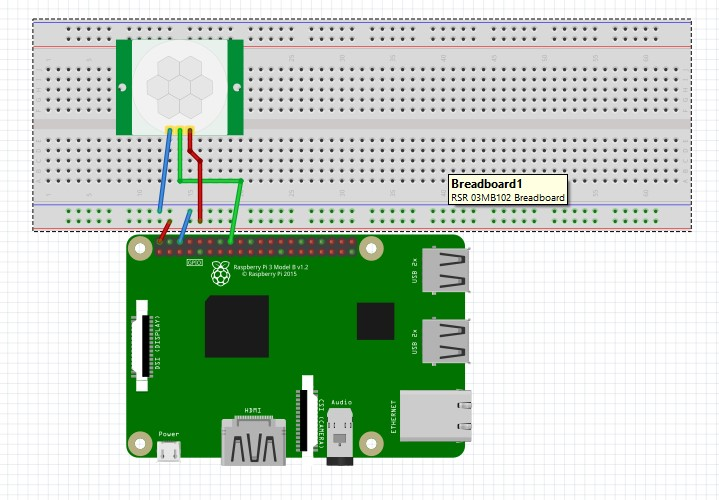 Breadboard1
RSR 03MB102 Breadboard
GPIO
Raspberry Pi 3 Model B v1.2
© Raspberry Pi 2015
USB 2x
DSI (DISPLAY)
USB 2x
HDMI
CSI (CAMERA)
Audio
ETHERNET
Power